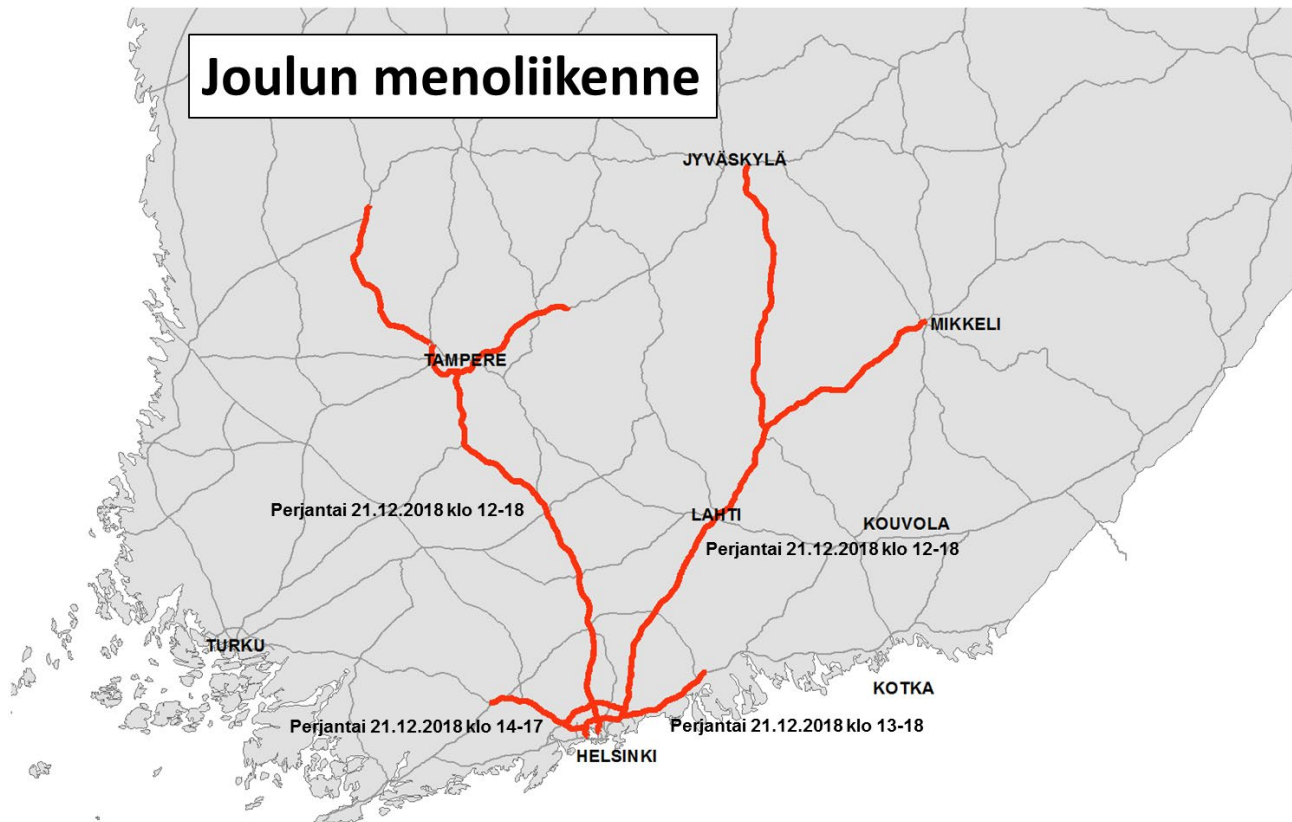 Joulun menoliikenne
JYVÄSKYLÄ
MIKKELI
TAMPERE
Perjantai 21.12.2018 klo 12-18
LAHTI
KOUVOLA
Perjantai 21.12.2018 klo 12-18
TURKU
KOTKA
Perjantai 21.12.2018 klo 14-17
Perjantai 21.12.2018 klo 13-18
HELSINKI